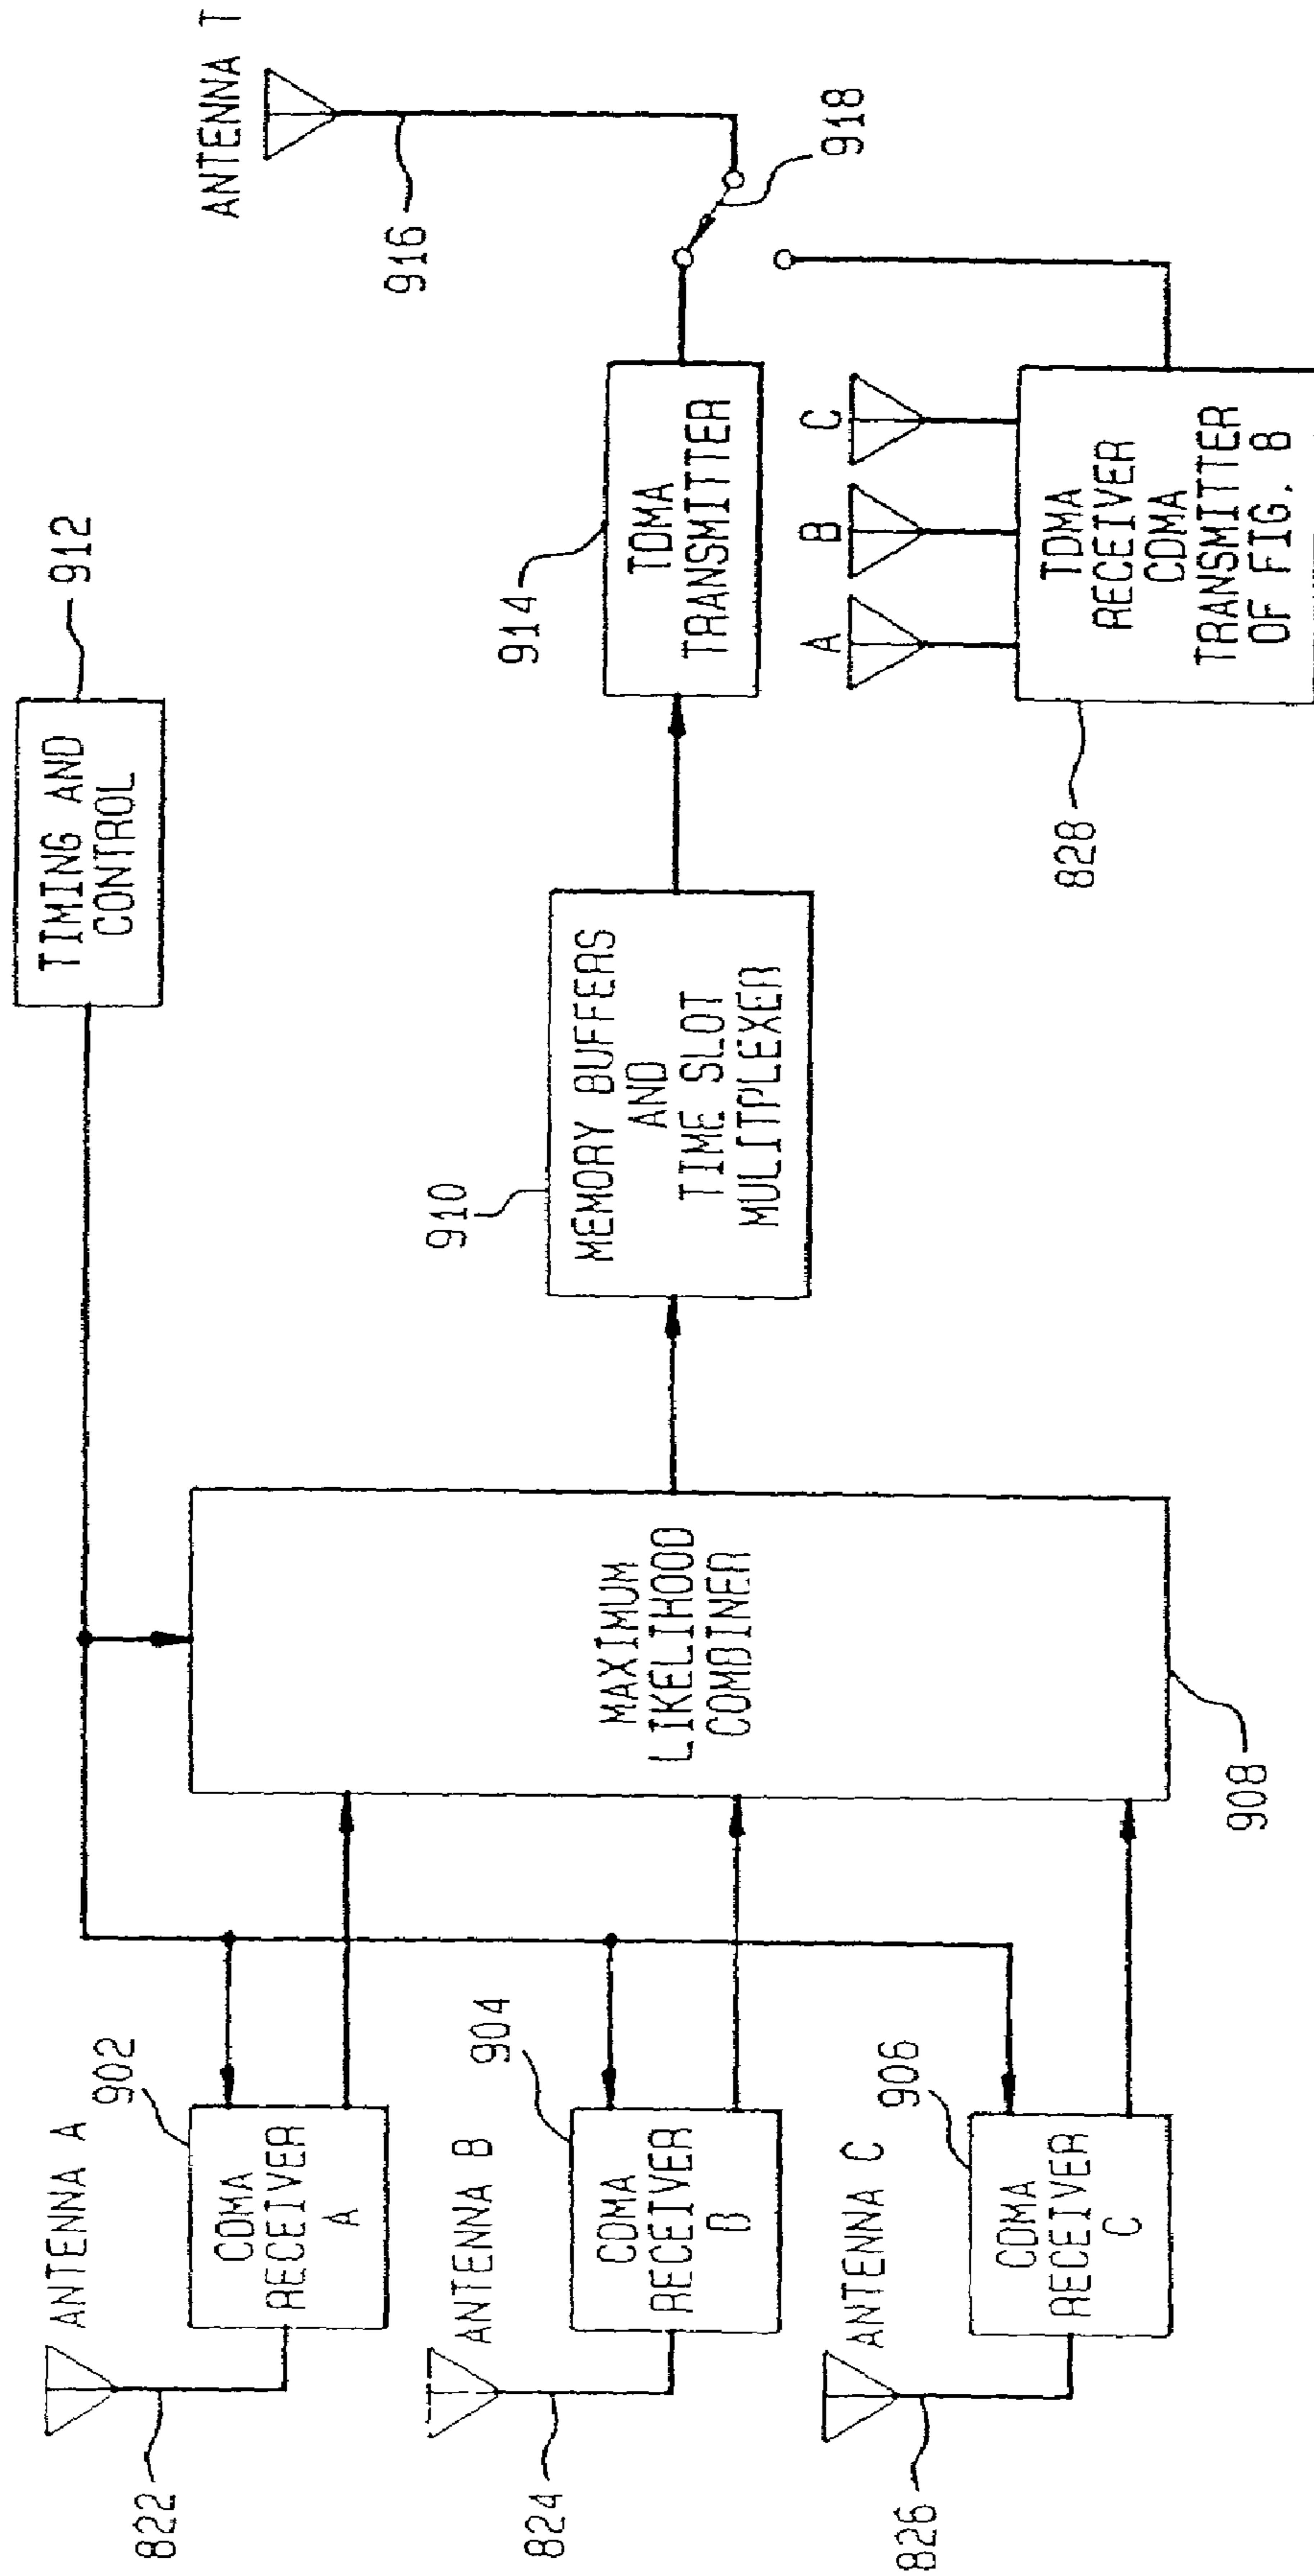 ANTENNA A
822
902
CDMA
RECEIVER
A
ANTENNA B
824
904
CDMA
RECEIVER
B
ANTENNA C
826
906
CDMA
RECEIVER
C
MAXIMUM
LIKELIHOOD
COMBINER
908
TIMING AND
CONTROL
912
910
MEMORY BUFFERS
AND
TIME SLOT
MULITPLEXER
914
TDMA
TRANSMITTER
ANTENNA T
916
918
A
B
C
TDMA
RECEIVER
CDMA
TRANSMITTER
OF FIG. 8
828